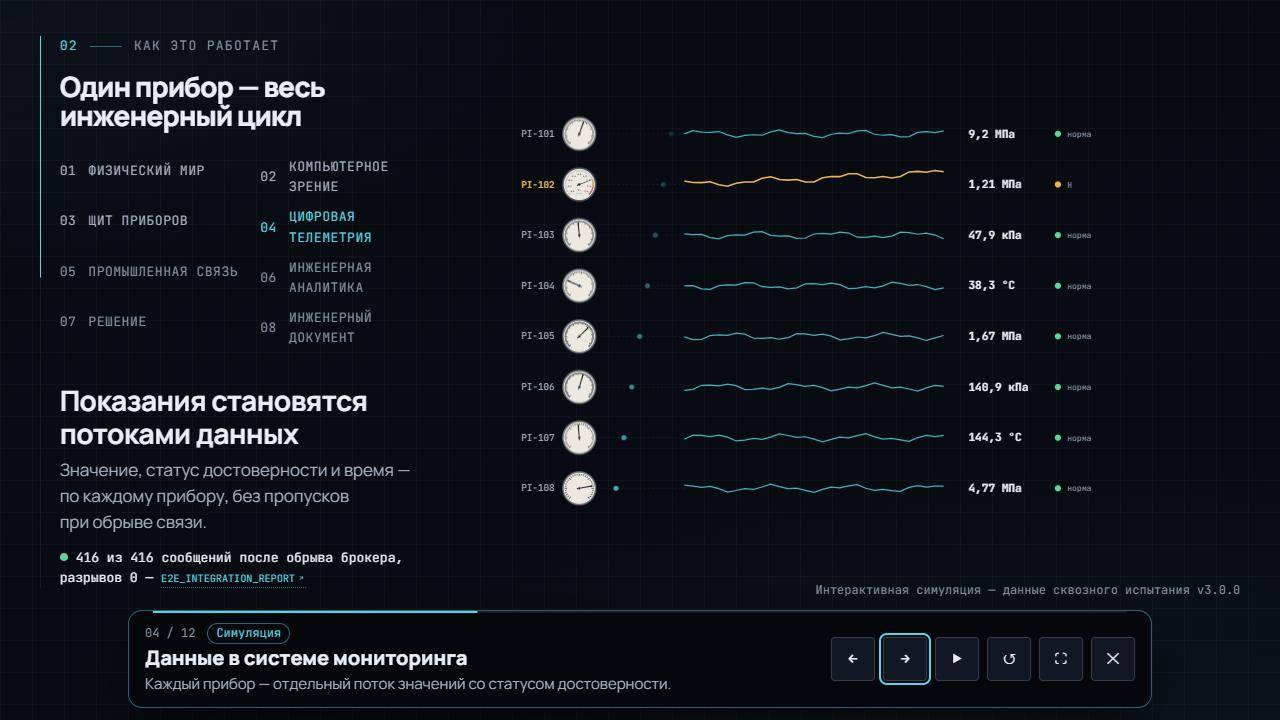 02 КАК ЭТО РАБОТАЕТ
Один прибор — весь
инженерный цикл
01 ФИЗИЧЕСКИЙ МИР
02 КОМПЬЮТЕРНОЕ
ЗРЕНИЕ
03 ЩИТ ПРИБОРОВ
04 ЦИФРОВАЯ
ТЕЛЕМЕТРИЯ
05 ПРОМЫШЛЕННАЯ СВЯЗЬ
06 ИНЖЕНЕРНАЯ
АНАЛИТИКА
07 РЕШЕНИЕ
08 ИНЖЕНЕРНЫЙ
ДОКУМЕНТ
Показания становятся
потоками данных
Значение, статус достоверности и время —
по каждому прибору, без пропусков
при обрыве связи.
416 из 416 сообщений после обрыва брокера,
разрывов 0 — E2E_INTEGRATION_REPORT ↗
PI-101 9,2 МПа норма
PI-102 1,21 МПа H
PI-103 47,9 кПа норма
PI-104 38,3 °C норма
PI-105 1,67 МПа норма
PI-106 140,9 кПа норма
PI-107 144,3 °C норма
PI-108 4,77 МПа норма
Интерактивная симуляция — данные сквозного испытания v3.0.0
04 / 12 Симуляция
Данные в системе мониторинга
Каждый прибор — отдельный поток значений со статусом достоверности.